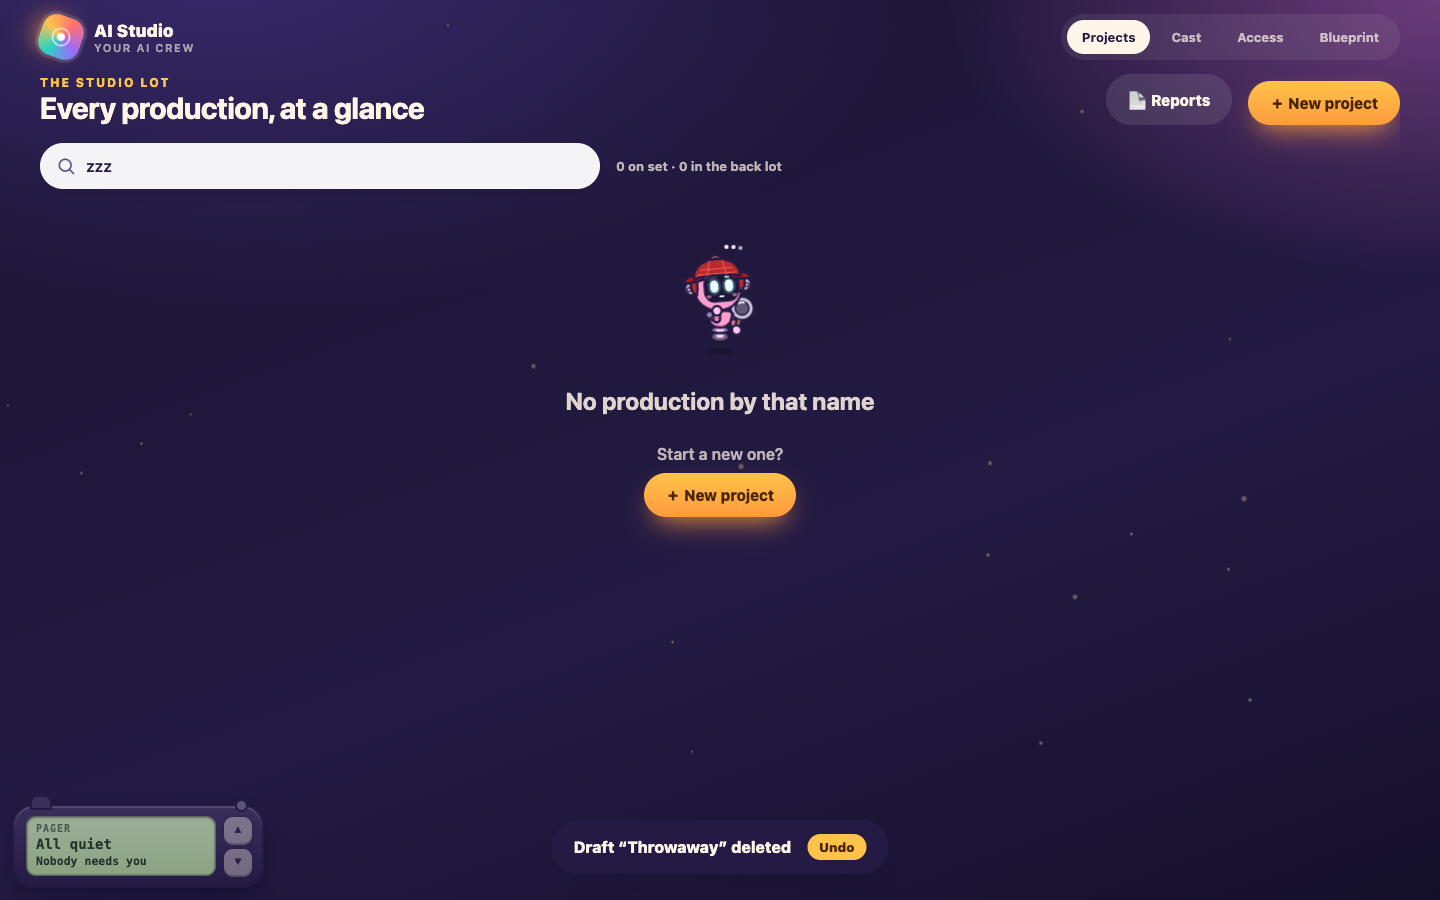 AI Studio
YOUR AI CREW
Projects
Cast
Access
Blueprint
THE STUDIO LOT
Every production, at a glance
Reports
+ New project
zzz
0 on set · 0 in the back lot
No production by that name
Start a new one?
+ New project
PAGER
All quiet
Nobody needs you
▲
▼
Draft “Throwaway” deleted
Undo